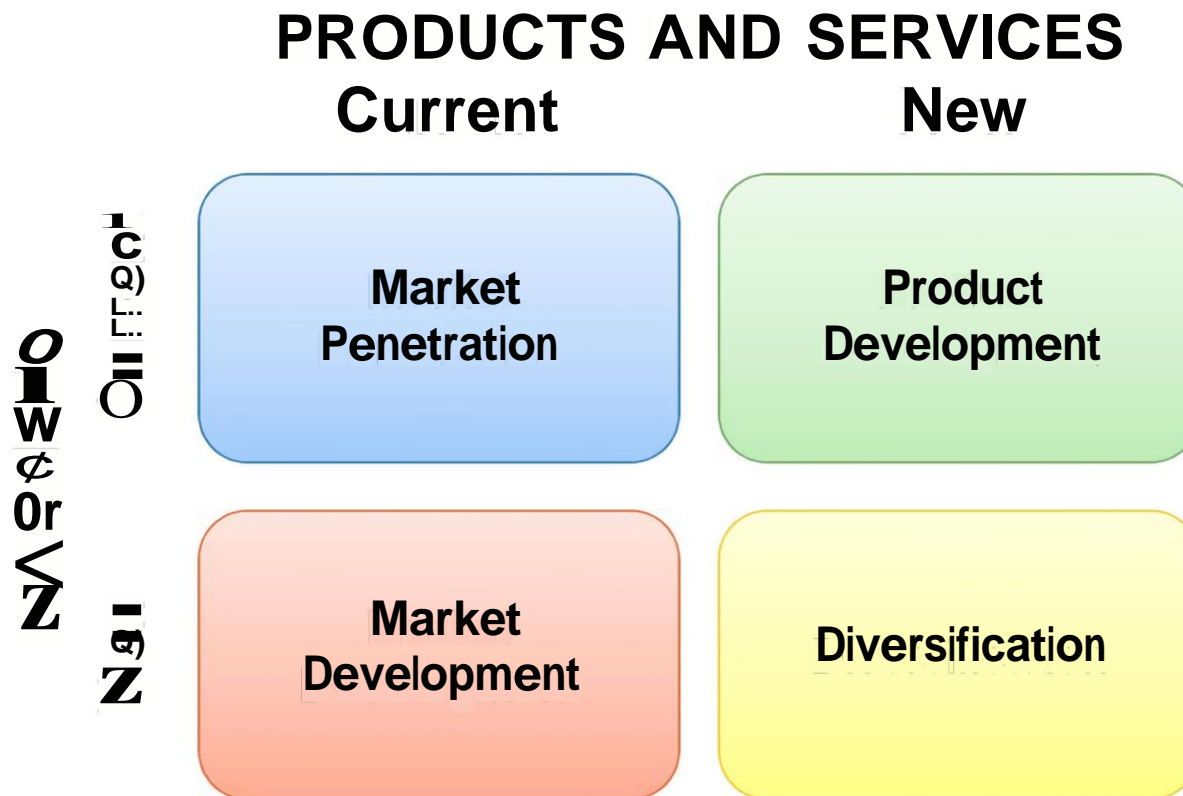 PRODUCTS AND SERVICES
Current New
Market
Penetration
Product
Development
Market
Development
Diversification